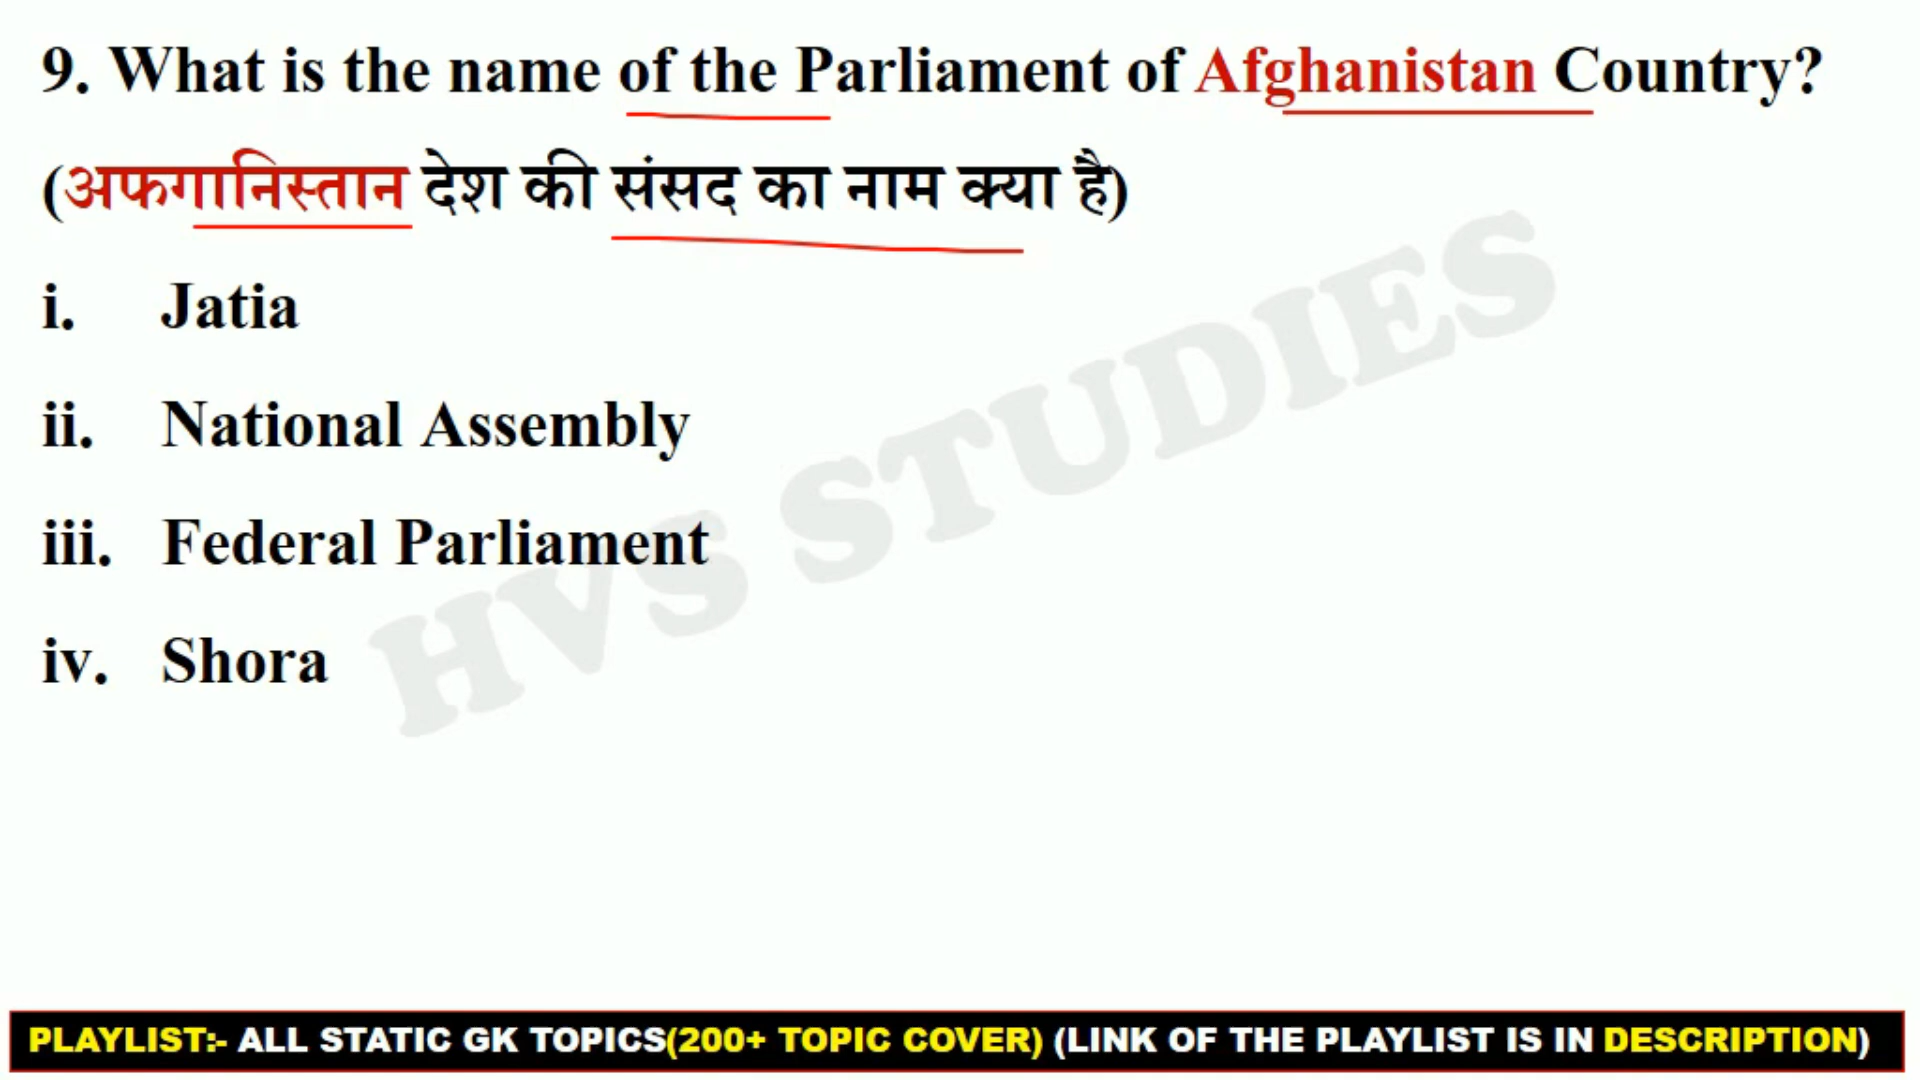 9. What is the name of the Parliament of Afghanistan Country?
(अफगानिस्तान देश की संसद का नाम क्या है)
i. Jatia
ii. National Assembly
iii. Federal Parliament
iv. Shora
HVS STUDIES
PLAYLIST:- ALL STATIC GK TOPICS(200+ TOPIC COVER) (LINK OF THE PLAYLIST IS IN DESCRIPTION)